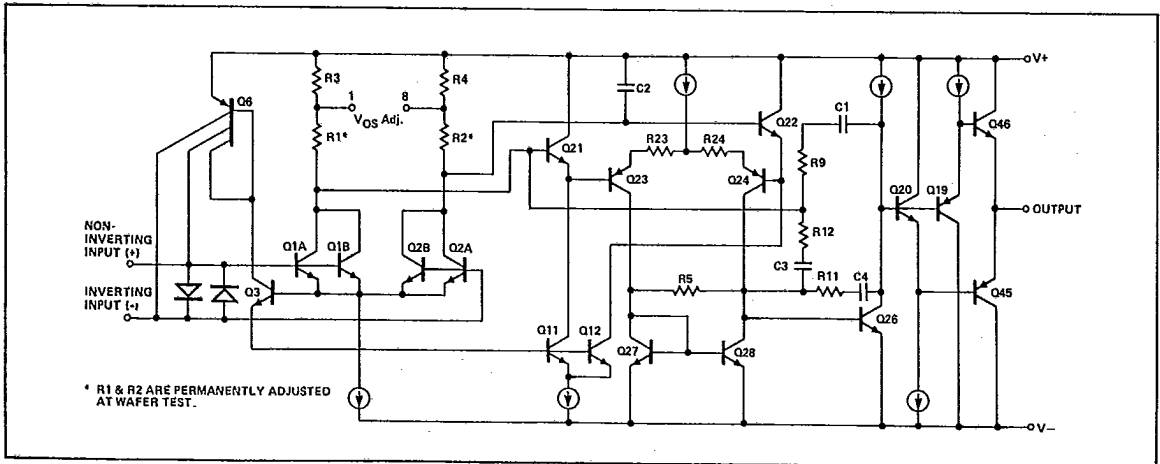 V+
R3
R4
Q6
1
8
VOS Adj.
C2
C1
Q22
Q46
R1*
R2*
Q21
R23
R24
R9
Q23
Q24
Q20
Q19
OUTPUT
NON-
INVERTING
INPUT (+)
R12
Q1A
Q1B
Q2B
Q2A
C3
INVERTING
INPUT (-)
Q3
R5
R11
C4
Q45
Q26
Q11
Q12
Q27
Q28
* R1 & R2 ARE PERMANENTLY ADJUSTED
AT WAFER TEST.
V–